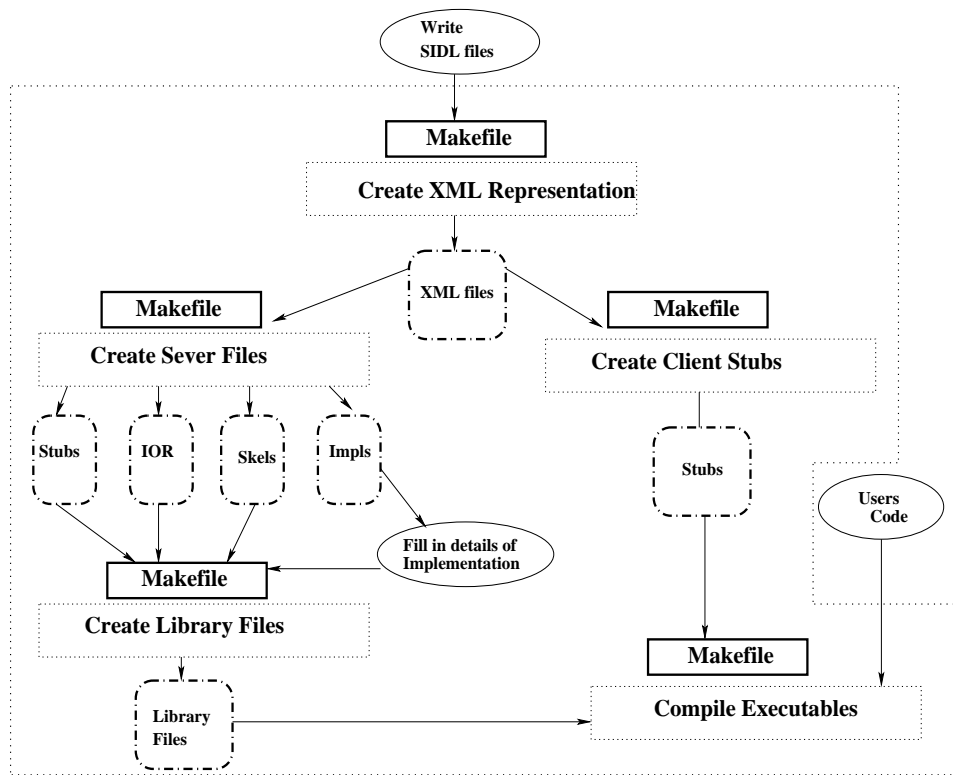 Write
SIDL files
Makefile
Create XML Representation
XML files
Makefile
Makefile
Create Sever Files
Create Client Stubs
Stubs
IOR
Skels
Impls
Stubs
Users
Code
Fill in details of
Implementation
Makefile
Create Library Files
Makefile
Compile Executables
Library
Files